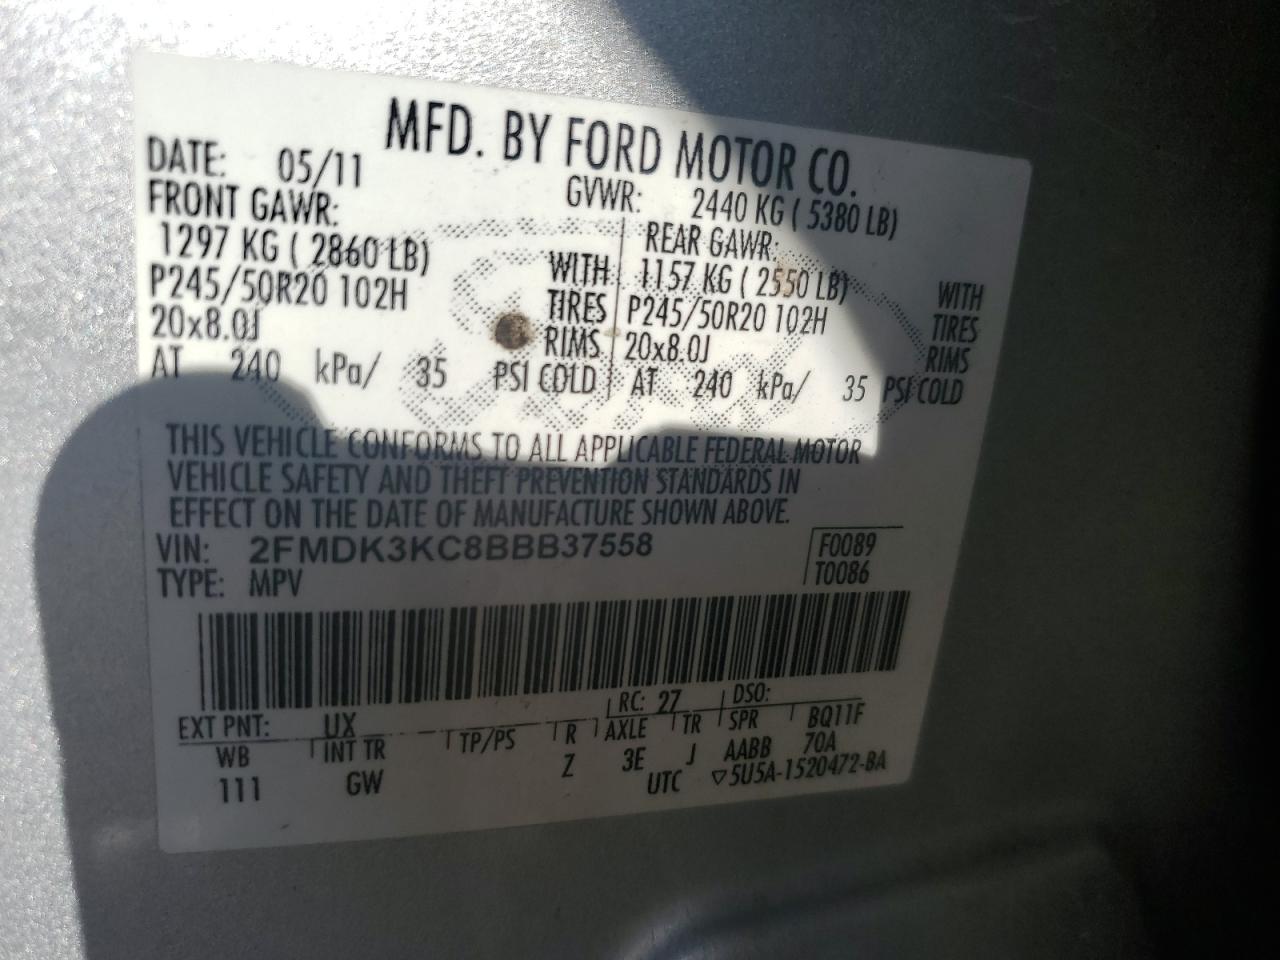 MFD. BY FORD MOTOR CO.
DATE: 05/11 GVWR: 2440 KG ( 5380 LB)
FRONT GAWR: REAR GAWR:
1297 KG ( 2860 LB) WITH 1157 KG ( 2550 LB) WITH
P245/50R20 102H TIRES P245/50R20 102H TIRES
20x8.0J RIMS 20x8.0J RIMS
AT 240 kPa/ 35 PSI COLD AT 240 kPa/ 35 PSI COLD
THIS VEHICLE CONFORMS TO ALL APPLICABLE FEDERAL MOTOR
VEHICLE SAFETY AND THEFT PREVENTION STANDARDS IN
EFFECT ON THE DATE OF MANUFACTURE SHOWN ABOVE.
VIN: 2FMDK3KC8BBB37558 F0089
TYPE: MPV T0086
EXT PNT: UX RC: 27 DSO:
WB INT TR TP/PS R AXLE TR SPR BQ11F
111 GW Z 3E J AABB 70A
UTC ▽5U5A-1520472-BA